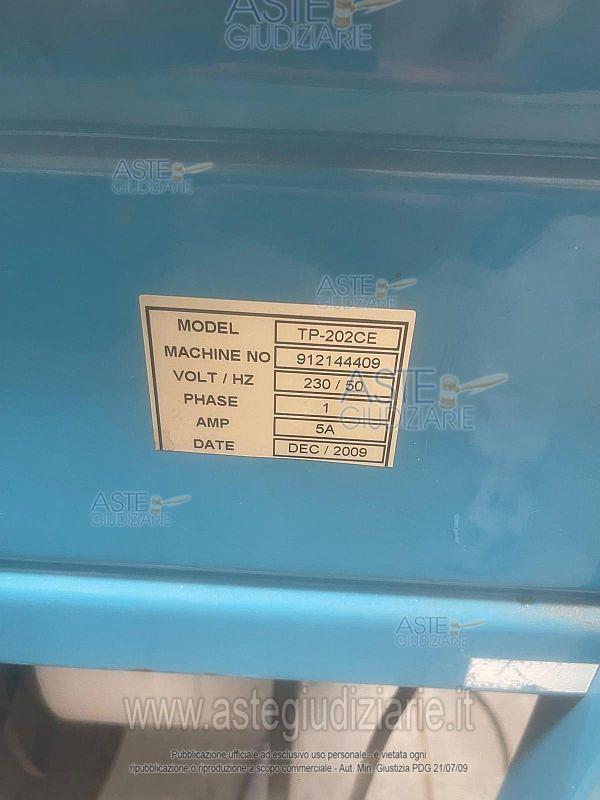 ASTE
GIUDIZIARIE
ASTE
GIUDIZIARIE
ASTE
GIUDIZIARIE
MODEL TP-202CE
MACHINE NO 912144409
VOLT / HZ 230 / 50
PHASE 1
AMP 5A
DATE DEC / 2009
ASTE
GIUDIZIARIE
ASTE
GIUDIZIARIE
ASTE
GIUDIZIARIE
www.astegiudiziarie.it
Pubblicazione ufficiale ad esclusivo uso personale - è vietata ogni
ripubblicazione o riproduzione a scopo commerciale - Aut. Min. Giustizia PDG 21/07/09